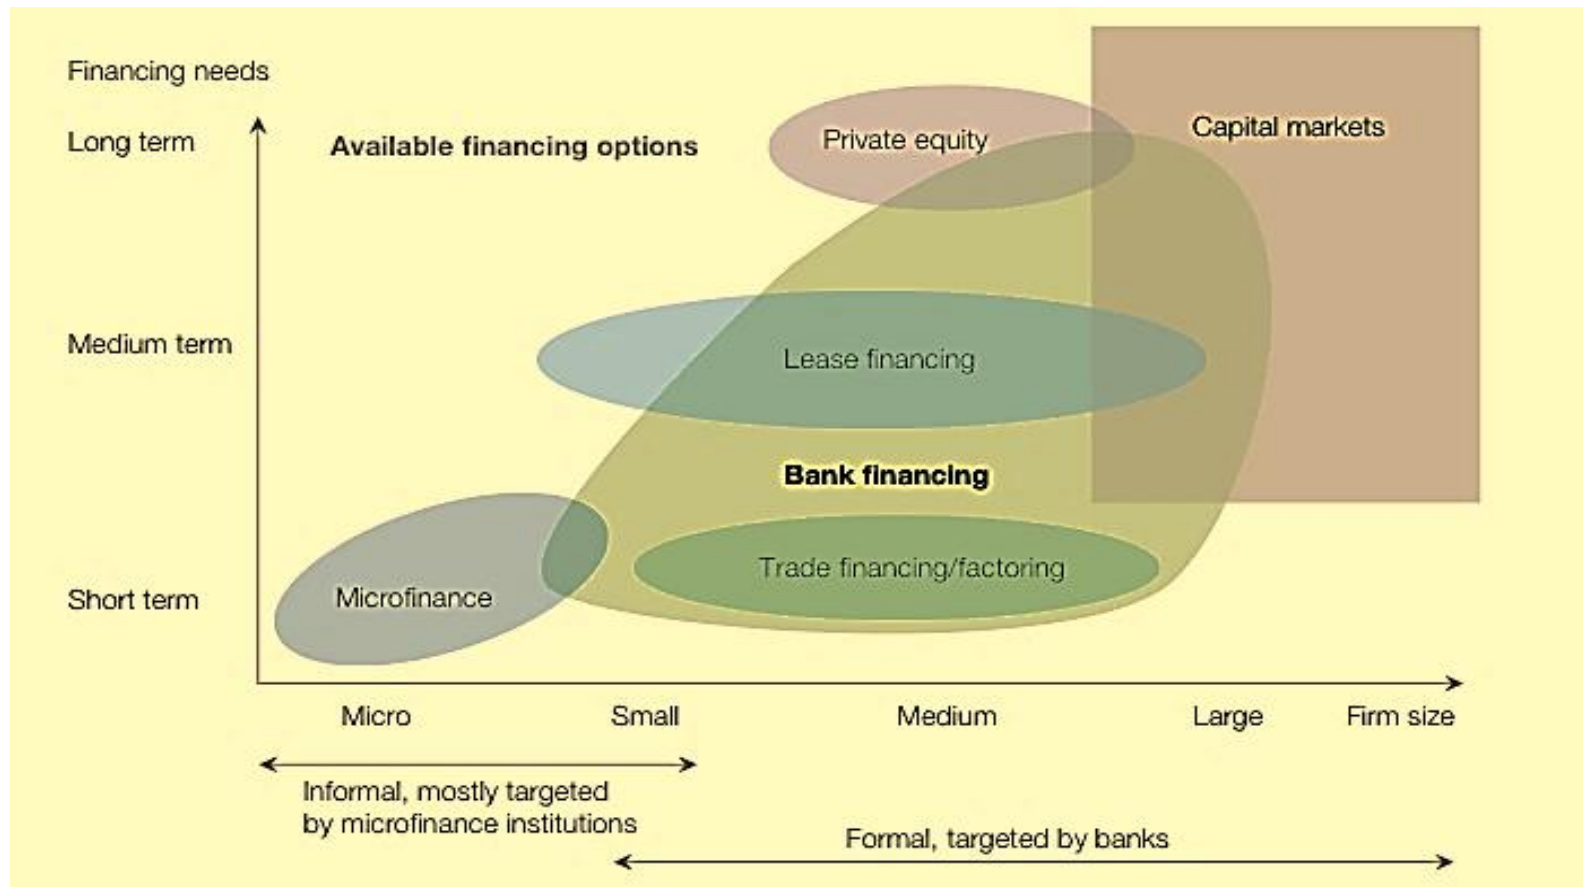 Financing needs
Long term
Available financing options
Private equity
Capital markets
Medium term
Lease financing
Bank financing
Trade financing/factoring
Short term
Microfinance
Micro
Small
Medium
Large
Firm size
Informal, mostly targeted
by microfinance institutions
Formal, targeted by banks